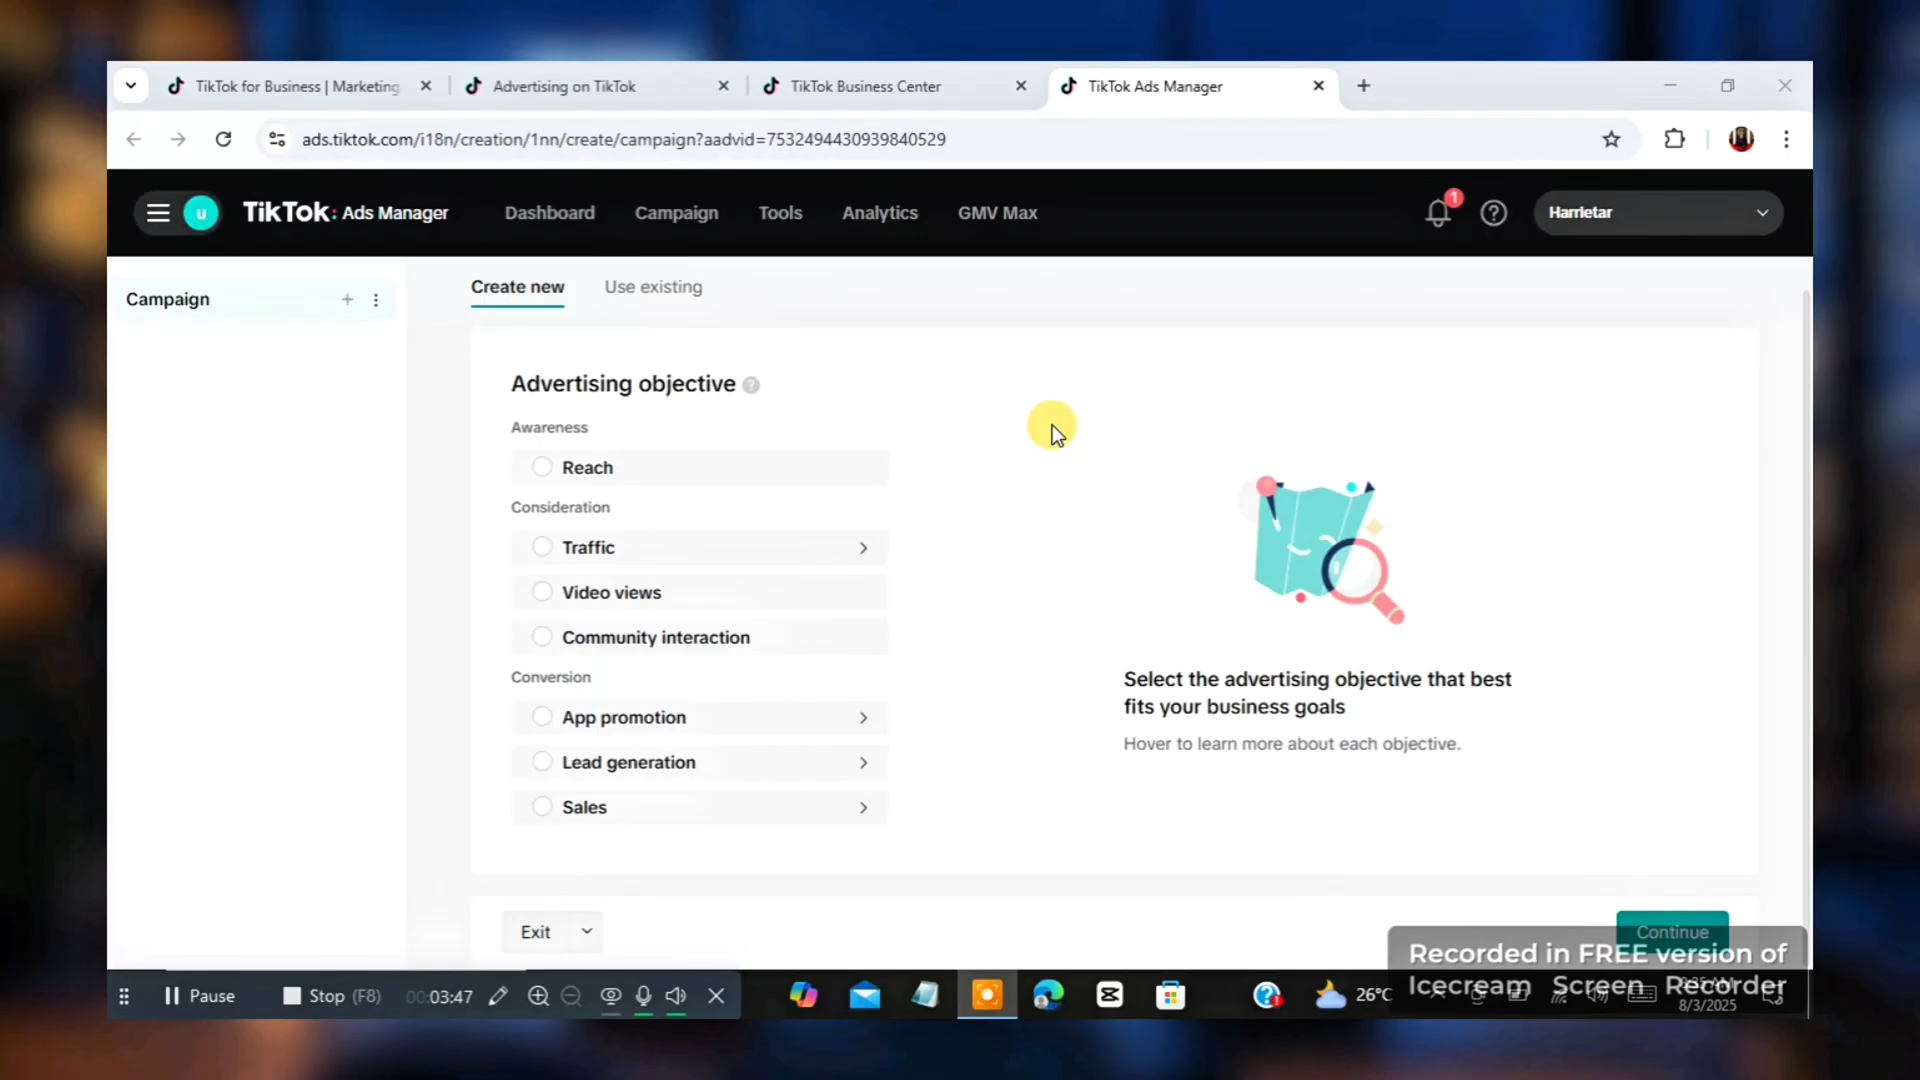 TikTok for Business | Marketing
Advertising on TikTok
TikTok Business Center
TikTok Ads Manager
ads.tiktok.com/i18n/creation/1nn/create/campaign?aadvid=7532494430939840529
u
TikTok: Ads Manager
Dashboard
Campaign
Tools
Analytics
GMV Max
1
Harrietar
Campaign
Create new
Use existing
Advertising objective
Awareness
Reach
Consideration
Traffic
Video views
Community interaction
Conversion
App promotion
Lead generation
Sales
Select the advertising objective that best
fits your business goals
Hover to learn more about each objective.
Exit
Continue
Recorded in FREE version of
Icecream Screen Recorder
Pause
Stop (F8)
00:03:47
26°C
8/3/2025